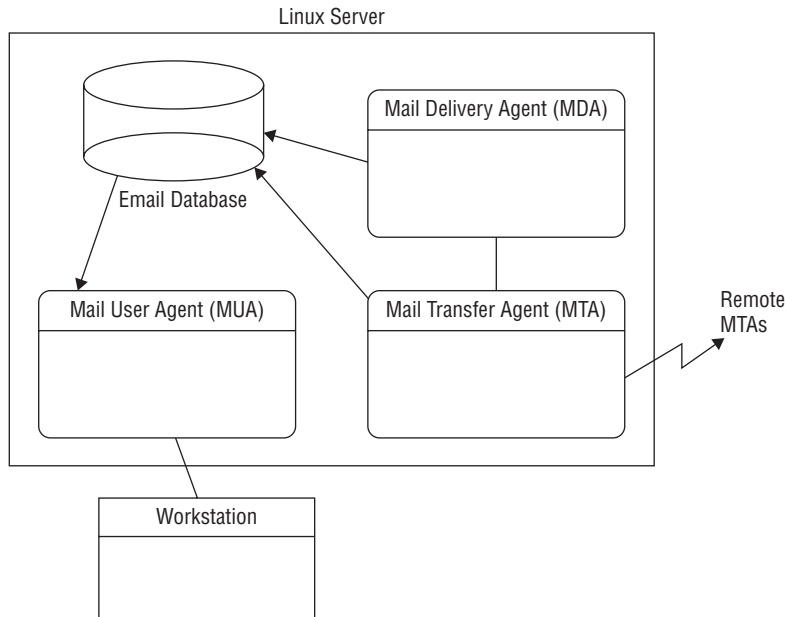 Linux Server
Mail Delivery Agent (MDA)
Email Database
Mail User Agent (MUA)
Mail Transfer Agent (MTA)
Remote
MTAs
Workstation